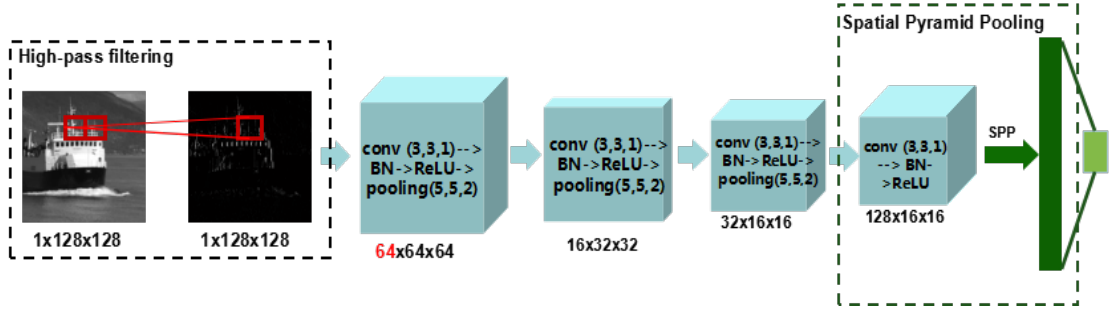 High-pass filtering
1x128x128
1x128x128
conv (3,3,1)-->
BN->ReLU->
pooling(5,5,2)
64x64x64
conv (3,3,1)-->
BN->ReLU->
pooling(5,5,2)
16x32x32
conv (3,3,1)-->
BN->ReLU->
pooling(5,5,2)
32x16x16
Spatial Pyramid Pooling
conv (3,3,1)
--> BN-
>ReLU
128x16x16
SPP